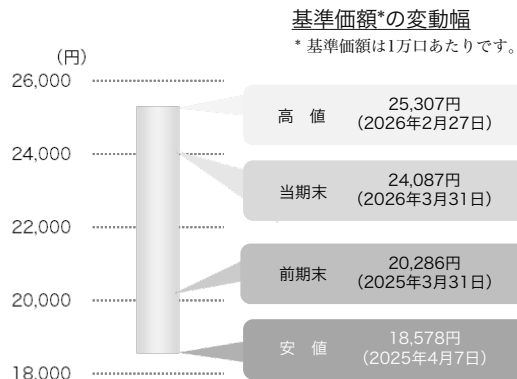 基準価額*の変動幅
* 基準価額は1万口あたりです。
（円）
26,000
24,000
22,000
20,000
18,000
高　値
25,307円
（2026年2月27日）
当期末
24,087円
（2026年3月31日）
前期末
20,286円
（2025年3月31日）
安　値
18,578円
（2025年4月7日）